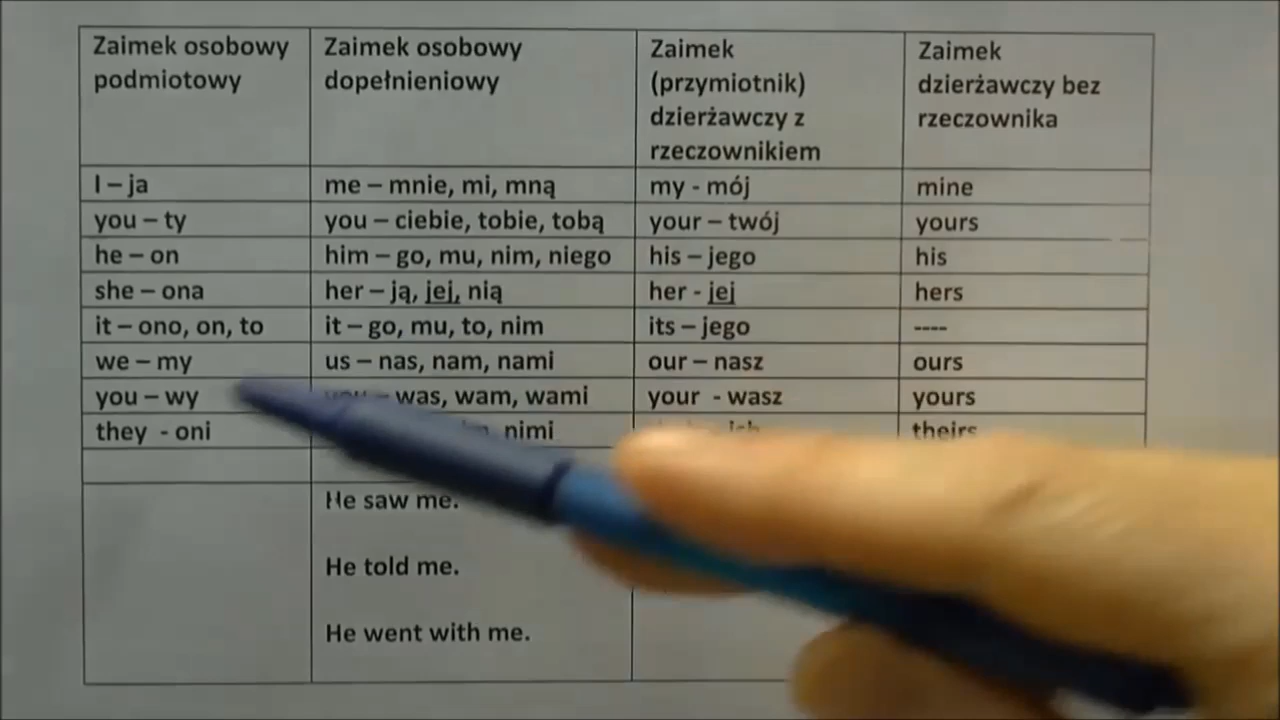 Zaimek osobowy
podmiotowy
Zaimek osobowy
dopełnieniowy
Zaimek
(przymiotnik)
dzierżawczy z
rzeczownikiem
Zaimek
dzierżawczy bez
rzeczownika
I – ja
me – mnie, mi, mną
my - mój
mine
you – ty
you – ciebie, tobie, tobą
your – twój
yours
he – on
him – go, mu, nim, niego
his – jego
his
she – ona
her – ją, jej, nią
her - jej
hers
it – ono, on, to
it – go, mu, to, nim
its – jego
----
we – my
us – nas, nam, nami
our – nasz
ours
you – wy
you – was, wam, wami
your - wasz
yours
they - oni
nimi
theirs
He saw me.
He told me.
He went with me.